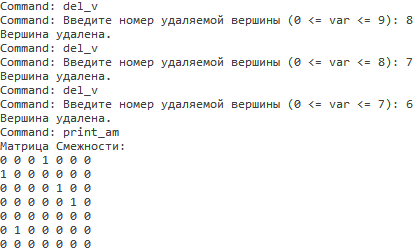 Command: del_v
Command: Введите номер удаляемой вершины (0 <= var <= 9): 8
Вершина удалена.
Command: del_v
Command: Введите номер удаляемой вершины (0 <= var <= 8): 7
Вершина удалена.
Command: del_v
Command: Введите номер удаляемой вершины (0 <= var <= 7): 6
Вершина удалена.
Command: print_am
Матрица Смежности:
0 0 0 1 0 0 0
1 0 0 0 0 0 0
0 0 0 0 1 0 0
0 0 0 0 0 1 0
0 0 0 0 0 0 0
0 1 0 0 0 0 0
0 0 0 0 0 0 0